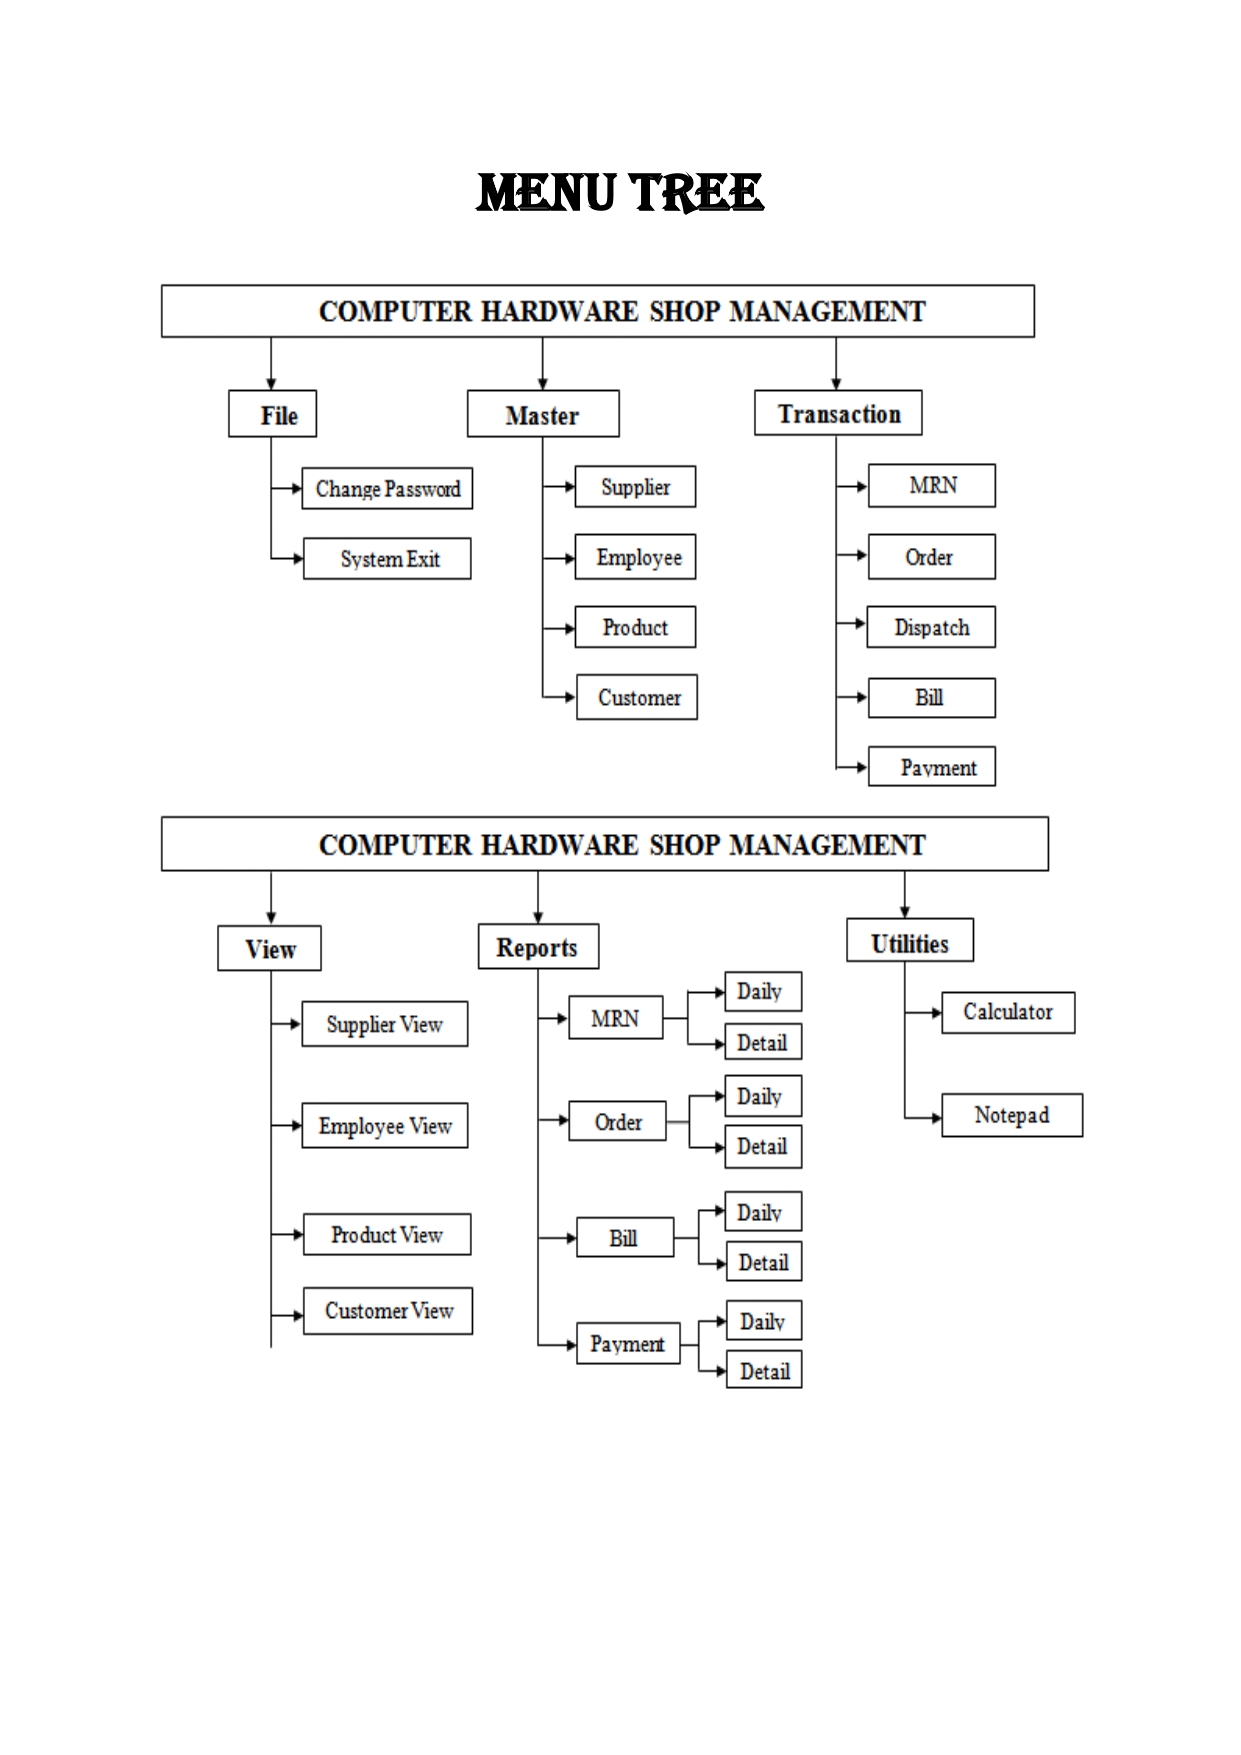 MENU TREE
COMPUTER HARDWARE SHOP MANAGEMENT
File
Master
Transaction
Change Password
System Exit
Supplier
Employee
Product
Customer
MRN
Order
Dispatch
Bill
Payment
COMPUTER HARDWARE SHOP MANAGEMENT
View
Reports
Utilities
Supplier View
Employee View
Product View
Customer View
MRN
Daily
Detail
Order
Daily
Detail
Bill
Daily
Detail
Payment
Daily
Detail
Calculator
Notepad